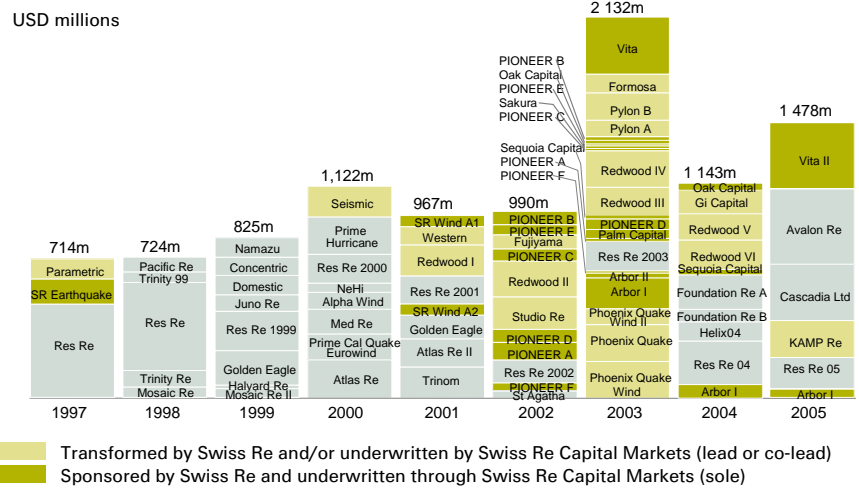 USD millions
714m
Parametric
SR Earthquake
Res Re
1997
724m
Pacific Re
Trinity 99
Res Re
Trinity Re
Mosaic Re
1998
825m
Namazu
Concentric
Domestic
Juno Re
Res Re 1999
Golden Eagle
Halyard Re
Mosaic Re II
1999
1,122m
Seismic
Prime
Hurricane
Res Re 2000
NeHi
Alpha Wind
Med Re
Prime Cal Quake
Eurowind
Atlas Re
2000
967m
SR Wind A1
Western
Redwood I
Res Re 2001
SR Wind A2
Golden Eagle
Atlas Re II
Trinom
2001
990m
PIONEER B
PIONEER E
Fujiyama
PIONEER C
Redwood II
Studio Re
PIONEER D
PIONEER A
Res Re 2002
PIONEER F
St Agatha
2002
2 132m
Vita
Formosa
Pylon B
Pylon A
PIONEER B
Oak Capital
PIONEER E
Sakura
PIONEER C
Redwood IV
Redwood III
Sequoia Capital
PIONEER A
PIONEER F
PIONEER D
Palm Capital
Res Re 2003
Arbor II
Arbor I
Phoenix Quake
Wind II
Phoenix Quake
Phoenix Quake
Wind
2003
1 143m
Oak Capital
Gi Capital
Redwood V
Redwood VI
Sequoia Capital
Foundation Re A
Foundation Re B
Helix04
Res Re 04
Arbor I
2004
1 478m
Vita II
Avalon Re
Cascadia Ltd
KAMP Re
Res Re 05
Arbor I
2005
Transformed by Swiss Re and/or underwritten by Swiss Re Capital Markets (lead or co-lead)
Sponsored by Swiss Re and underwritten through Swiss Re Capital Markets (sole)